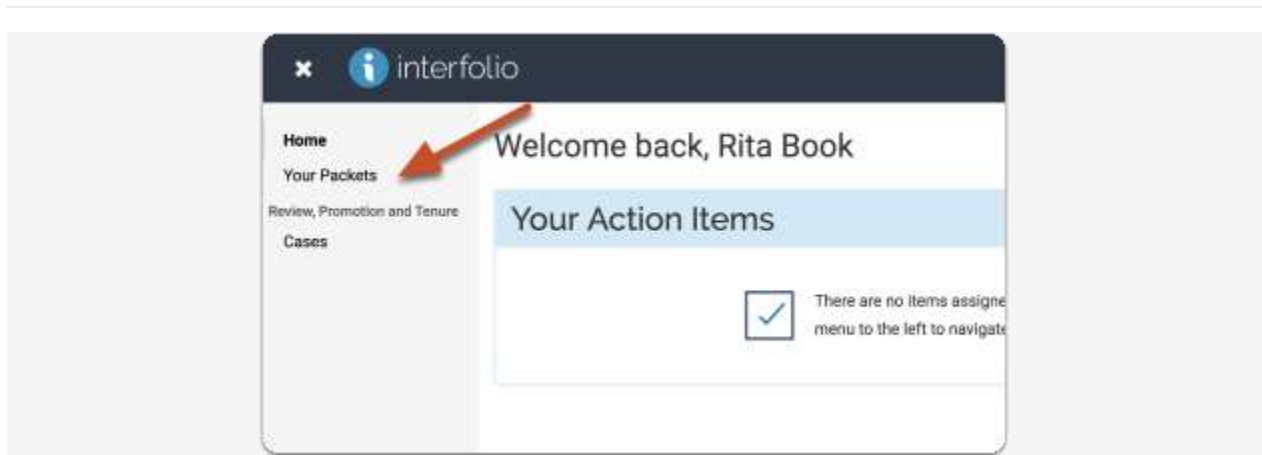 interfolio
Home
Your Packets
Review, Promotion and Tenure
Cases
Welcome back, Rita Book
Your Action Items
There are no items assigne
menu to the left to navigate